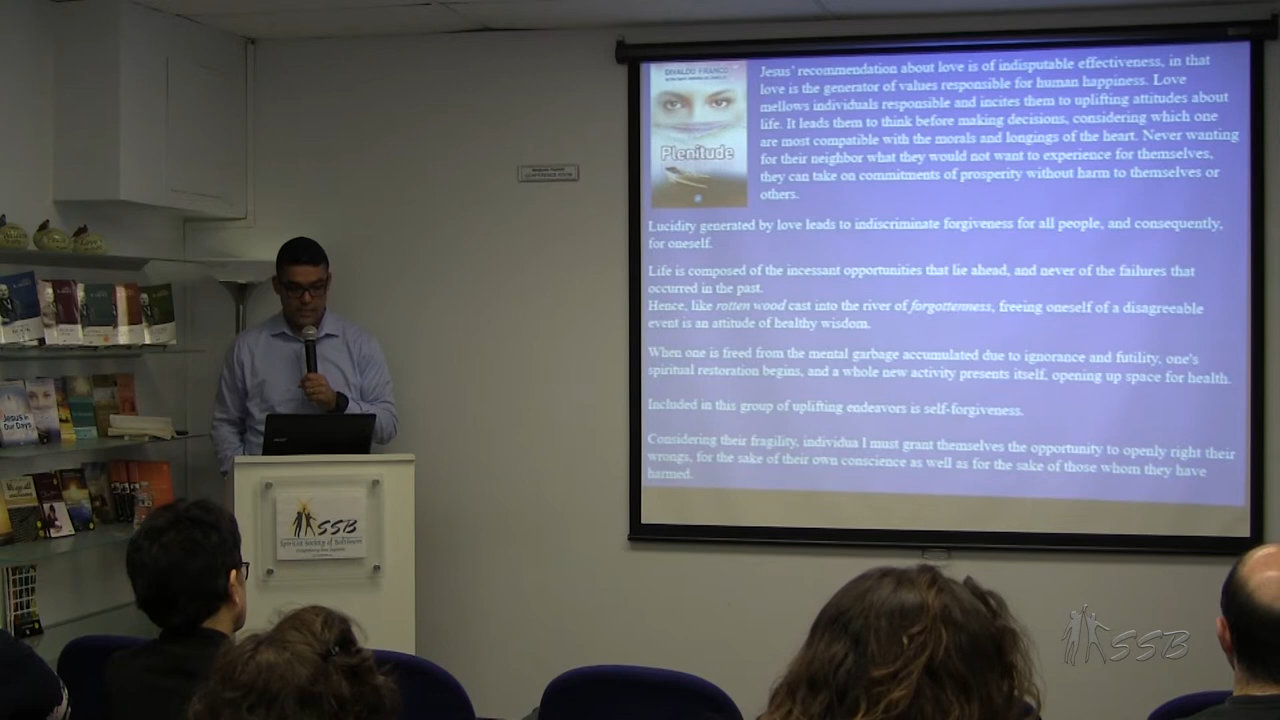 DIVALDO FRANCO
Plenitude
Jesus' recommendation about love is of indisputable effectiveness, in that
love is the generator of values responsible for human happiness. Love
mellows individuals responsible and incites them to uplifting attitudes about
life. It leads them to think before making decisions, considering which one
are most compatible with the morals and longings of the heart. Never wanting
for their neighbor what they would not want to experience for themselves,
they can take on commitments of prosperity without harm to themselves or
others.
Lucidity generated by love leads to indiscriminate forgiveness for all people, and consequently,
for oneself.
Life is composed of the incessant opportunities that lie ahead, and never of the failures that
occurred in the past.
Hence, like rotten wood cast into the river of forgottenness, freeing oneself of a disagreeable
event is an attitude of healthy wisdom.
When one is freed from the mental garbage accumulated due to ignorance and futility, one's
spiritual restoration begins, and a whole new activity presents itself, opening up space for health.
Included in this group of uplifting endeavors is self-forgiveness.
Considering their fragility, individua l must grant themselves the opportunity to openly right their
wrongs, for the sake of their own conscience as well as for the sake of those whom they have
harmed.
Jesus in
Our Days
SSB
Spiritist Society of Baltimore
SSB